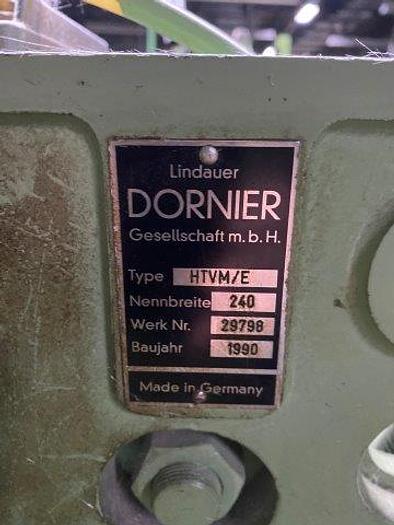 Lindauer
DORNIER
Gesellschaft m.b.H.
Type HTVM/E
Nennbreite 240
Werk Nr. 29798
Baujahr 1990
Made in Germany